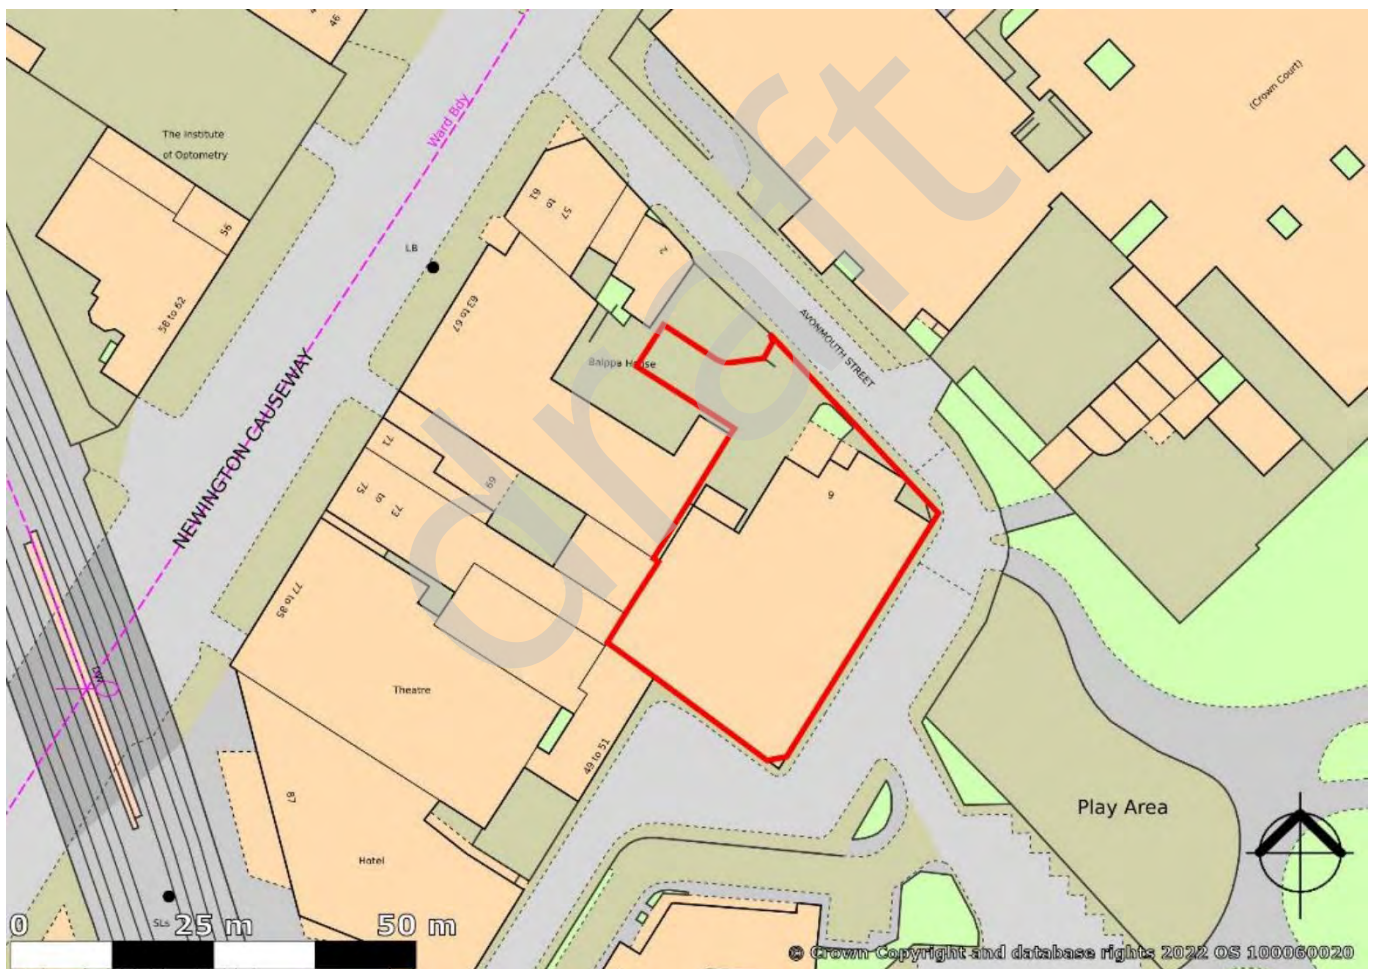 46
Ward Bdy
(Crown Court)
The Institute
of Optometry
56
58 to 62
LB
61
to
57
2
63 to 67
Baippa House
AVONMOUTH STREET
NEWINGTON CAUSEWAY
71
69
75
to
73
9
77 to 85
Theatre
49 to 51
87
Hotel
Play Area
draft
SLs
0 25 m 50 m
© Crown Copyright and database rights 2022 OS 100060020